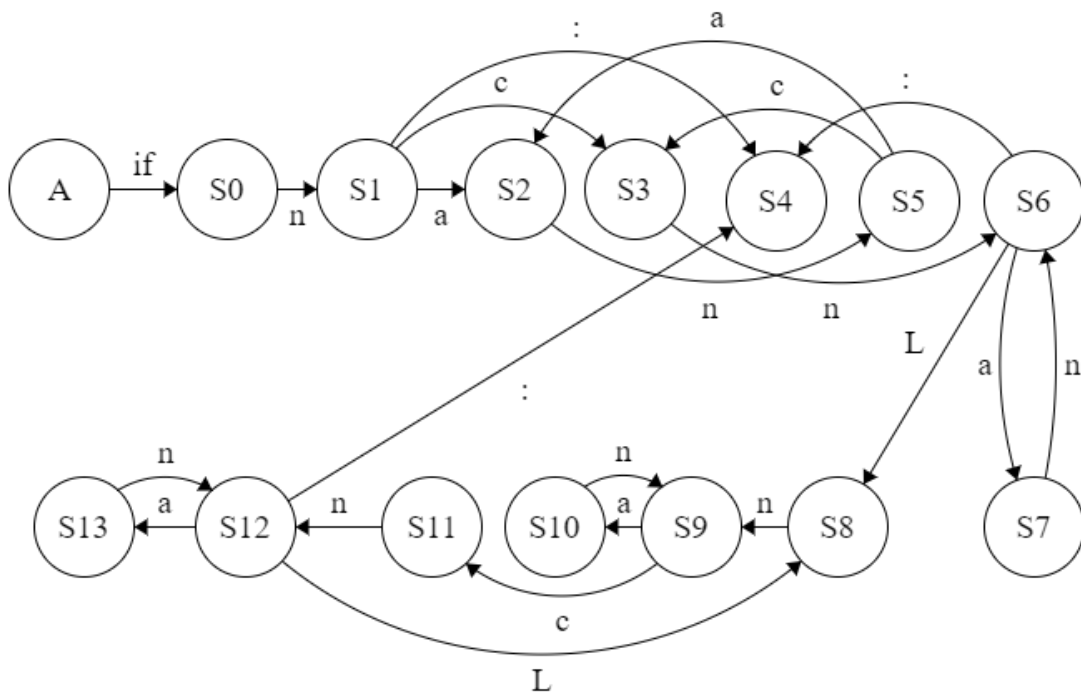 : a
c c :
if
A S0 S1 S2 S3 S4 S5 S6
n a
n n
L
a n
:
n n
a n a n
S13 S12 S11 S10 S9 S8 S7
c
L